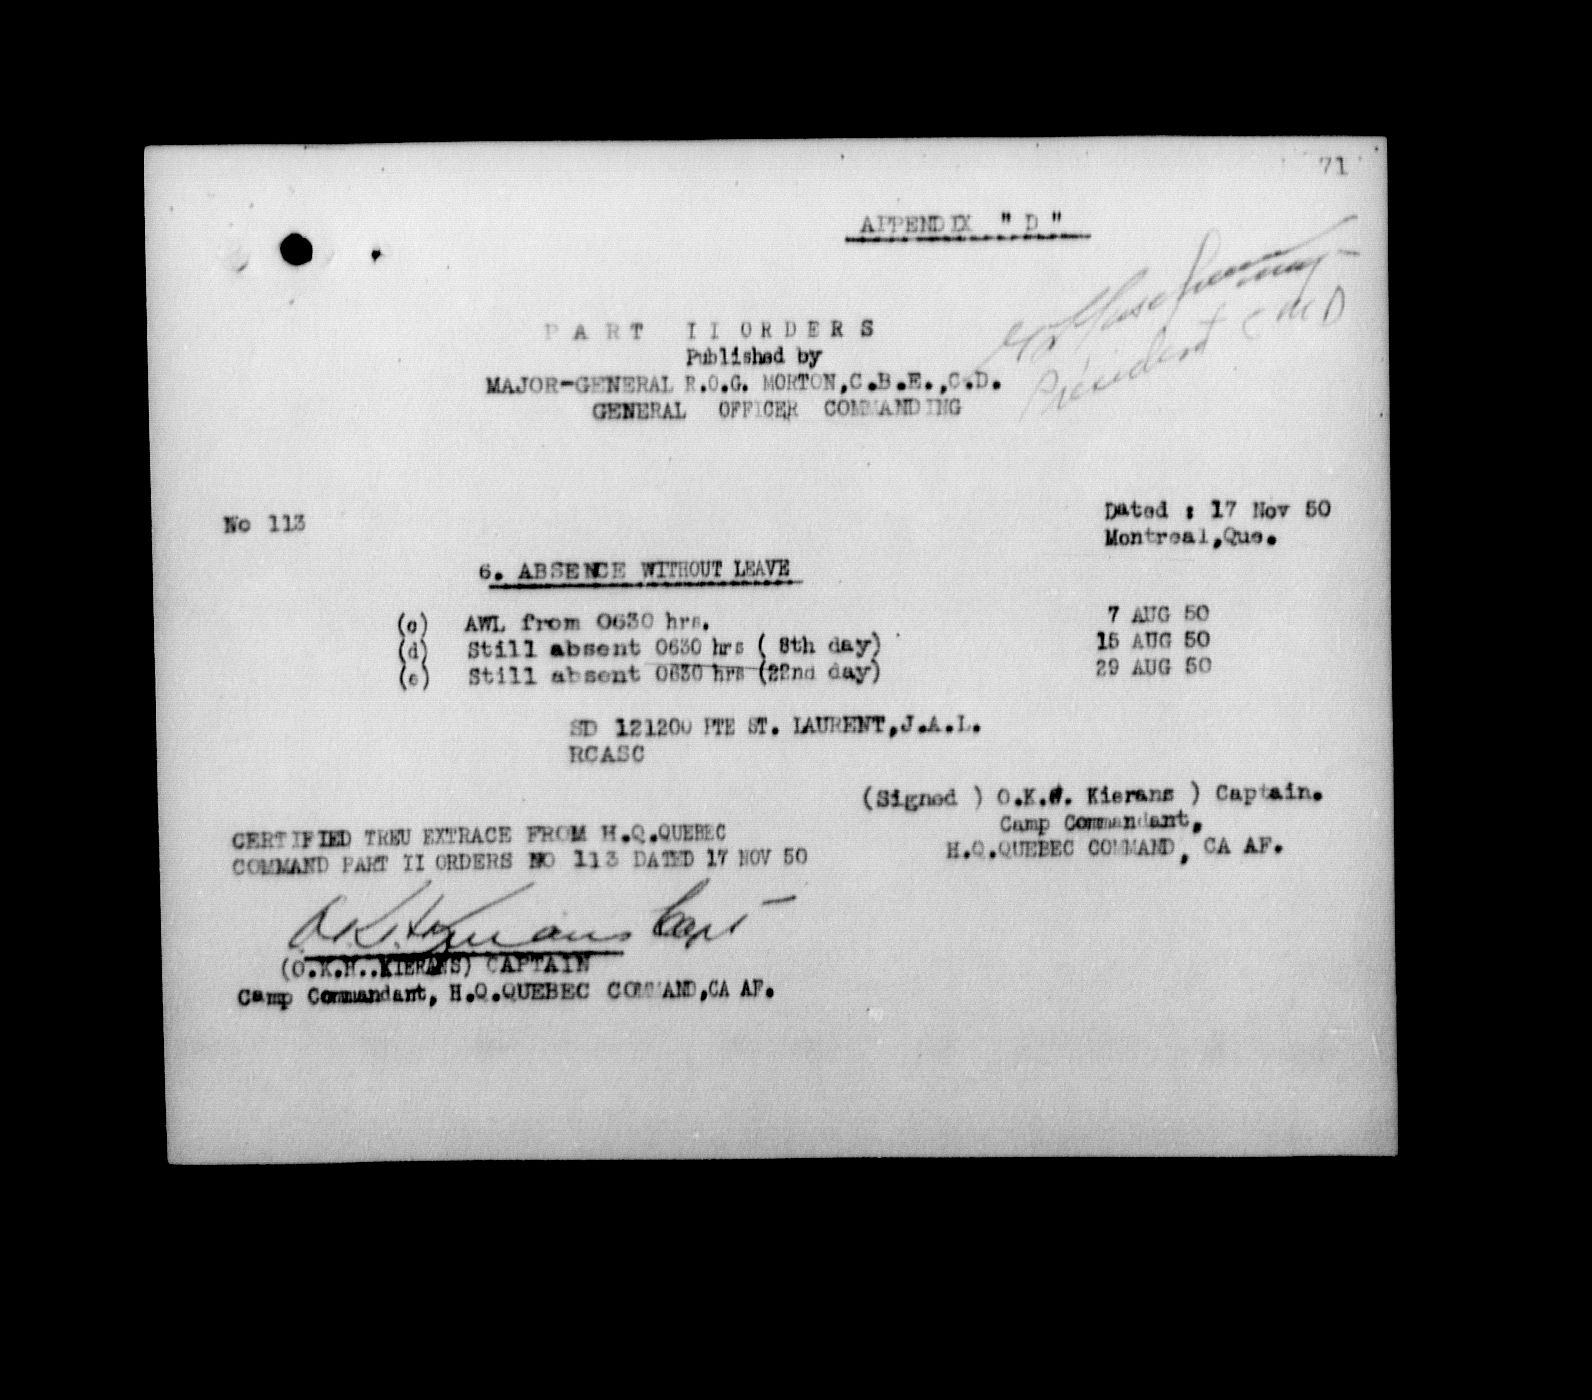 71
APPENDIX " D "
President C M D
PART II ORDERS
Published by
MAJOR-GENERAL R.O.G. MORTON,C.B.E.,C.D.
GENERAL OFFICER COMMANDING
No 113
Dated : 17 Nov 50
Montreal,Que.
6. ABSENCE WITHOUT LEAVE
(c) AWL from 0630 hrs. 7 AUG 50
(d) Still absent 0630 hrs ( 8th day) 15 AUG 50
(e) Still absent 0630 hrs (22nd day) 29 AUG 50
SD 121200 PTE ST. LAURENT,J.A.L.
RCASC
(Signed ) O.K.W. Kierans ) Captain.
Camp Commandant,
H.Q.QUEBEC COMMAND, CA AF.
CERTIFIED TREU EXTRACE FROM H.Q.QUEBEC
COMMAND PART II ORDERS NO 113 DATED 17 NOV 50
O.K.H. Kierans Capt
(O.K.H..KIERANS) CAPTAIN
Camp Commandant, H.Q.QUEBEC COMMAND,CA AF.